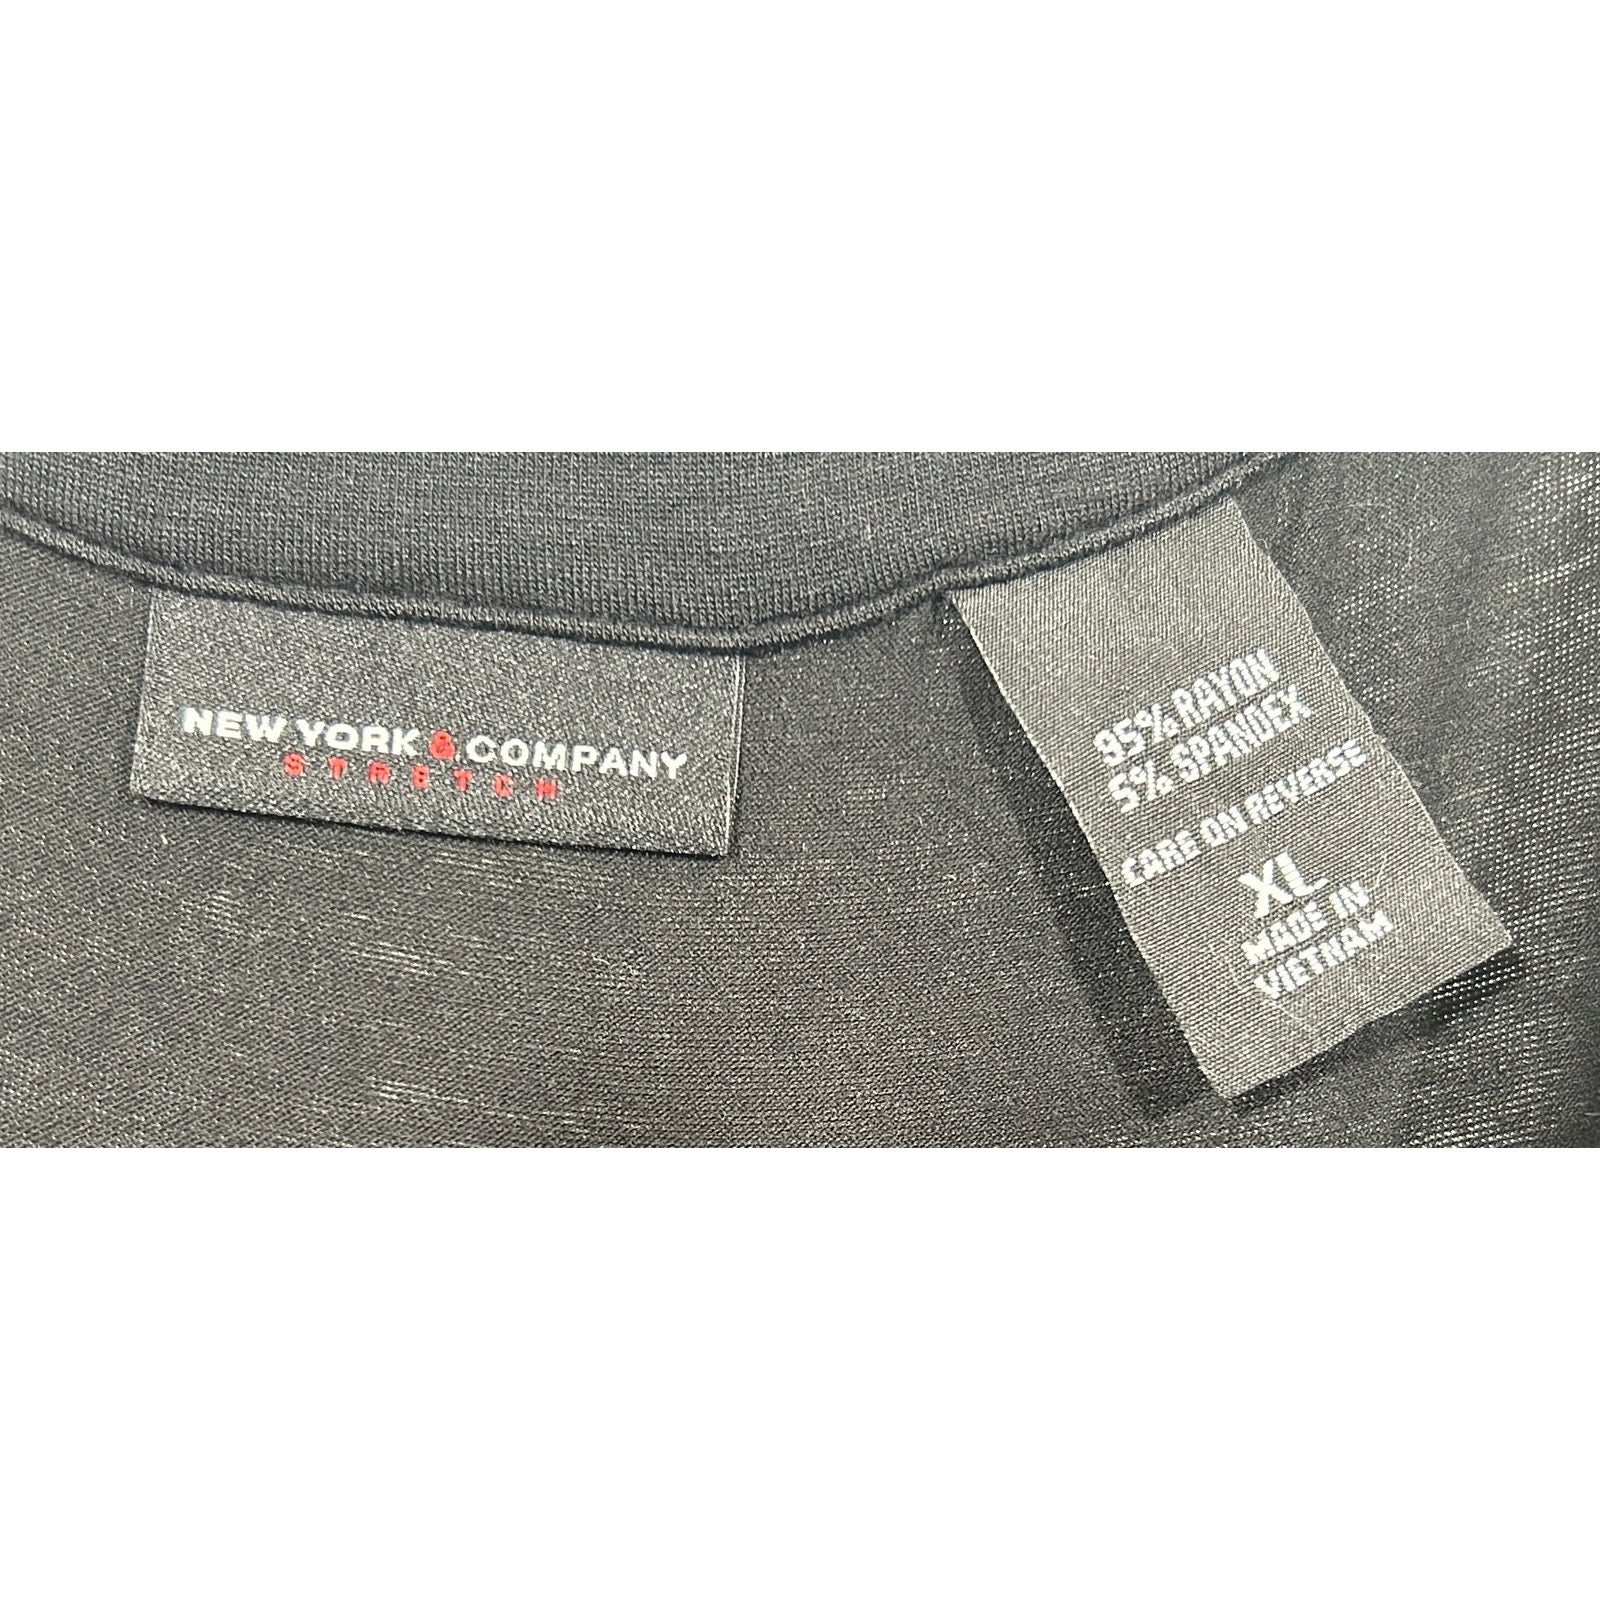 NEW YORK & COMPANY
STRETCH
95% RAYON
5% SPANDEX
CARE ON REVERSE
XL
MADE IN
VIETNAM